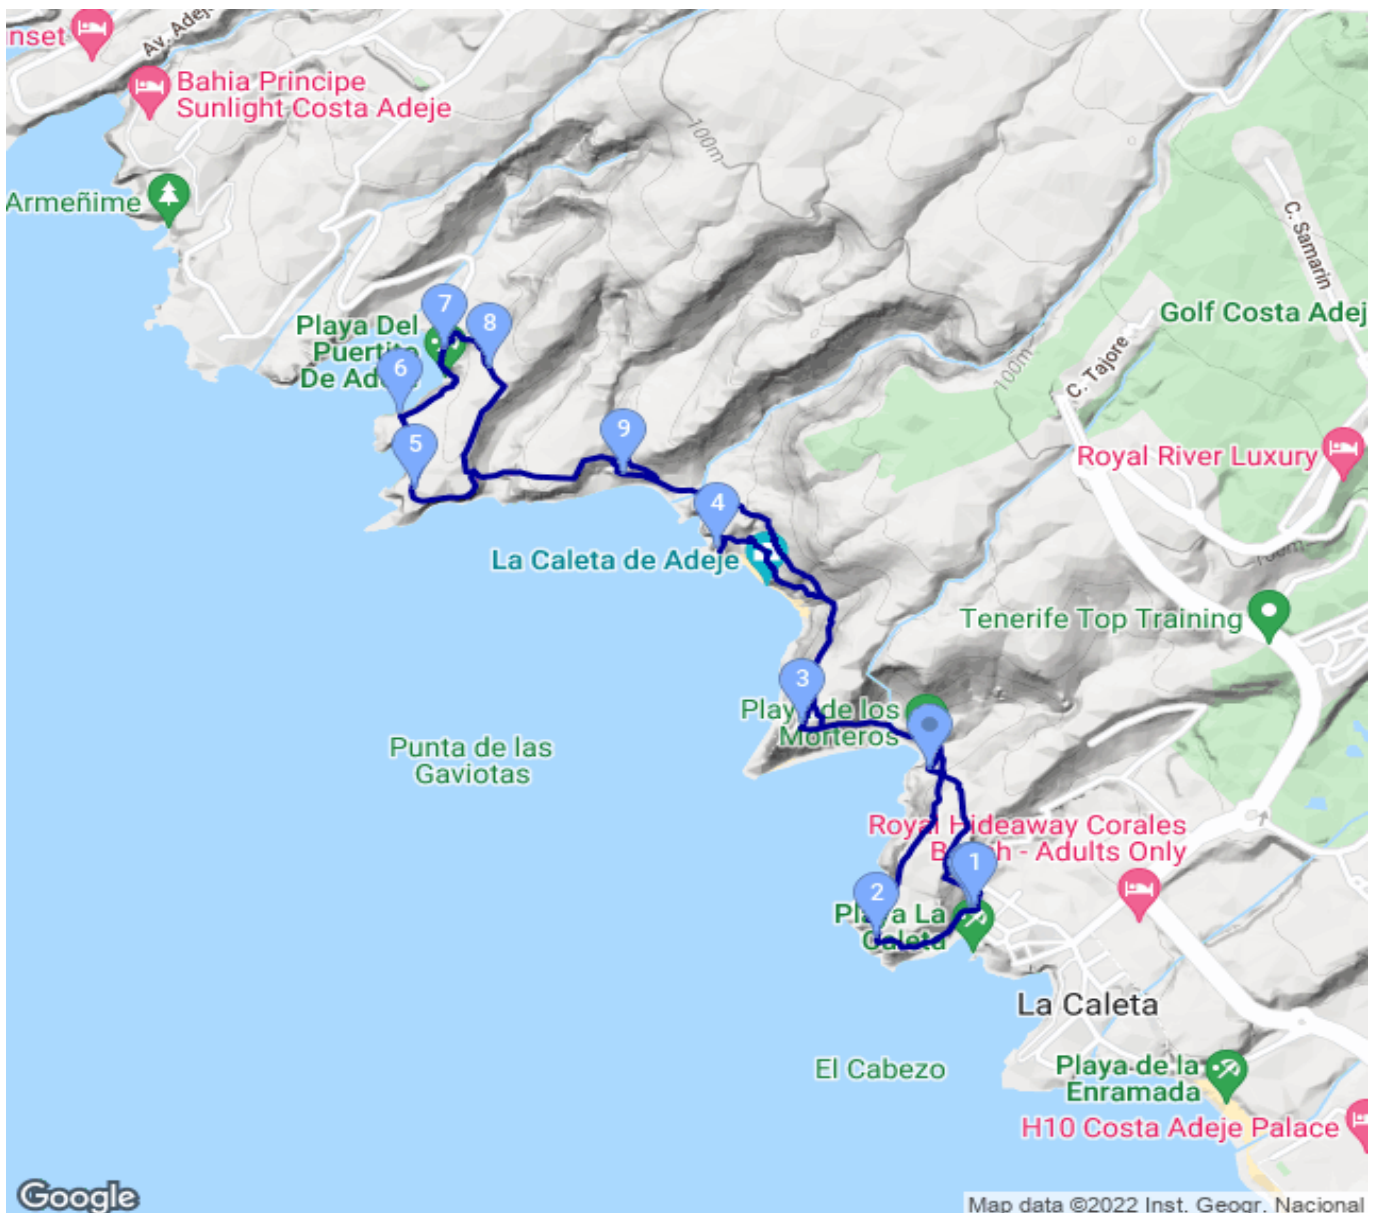 nset
Av. Adeje
Bahia Principe
Sunlight Costa Adeje
100m
Armeñime
C. Samarin
Golf Costa Adej
7
8
Playa Del
Puertito
De Adeje
6
100m
C. Tajore
5
9
Royal River Luxury
4
La Caleta de Adeje
100m
Tenerife Top Training
3
Playa de los
Morteros
Punta de las
Gaviotas
Royal Hideaway Corales
Beach - Adults Only
1
2
Playa La
Caleta
La Caleta
El Cabezo
Playa de la
Enramada
H10 Costa Adeje Palace
Google
Map data ©2022 Inst. Geogr. Nacional